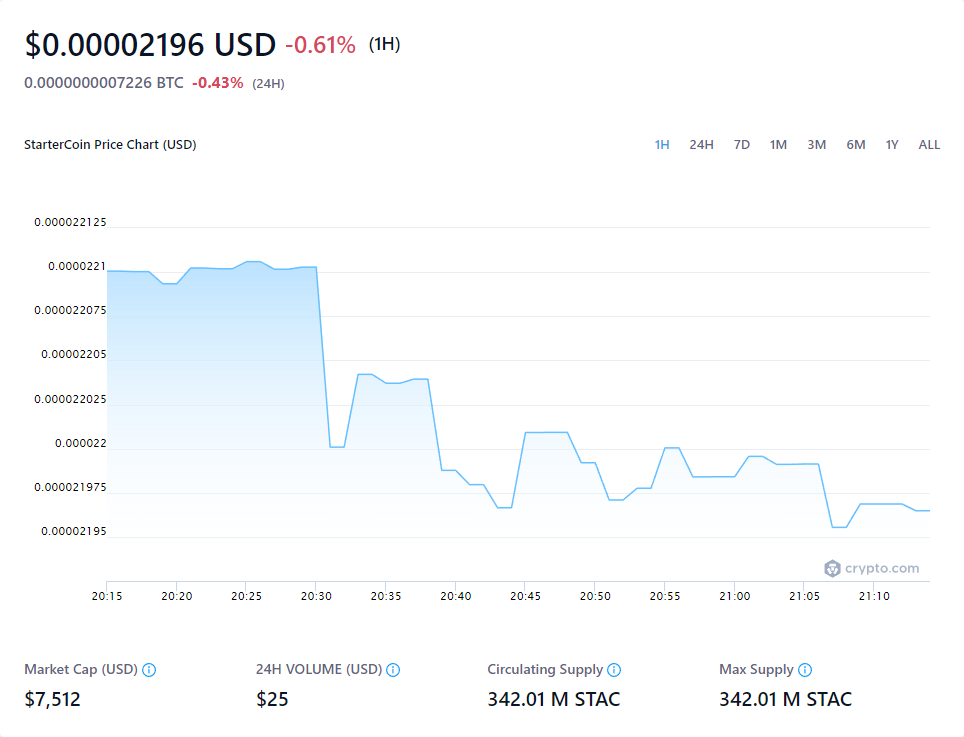 $0.00002196 USD -0.61% (1H)
0.0000000007226 BTC -0.43% (24H)
StarterCoin Price Chart (USD) 1H 24H 7D 1M 3M 6M 1Y ALL
0.000022125
0.0000221
0.000022075
0.00002205
0.000022025
0.000022
0.000021975
0.00002195
crypto.com
20:15 20:20 20:25 20:30 20:35 20:40 20:45 20:50 20:55 21:00 21:05 21:10
Market Cap (USD) 24H VOLUME (USD) Circulating Supply Max Supply
$7,512 $25 342.01 M STAC 342.01 M STAC